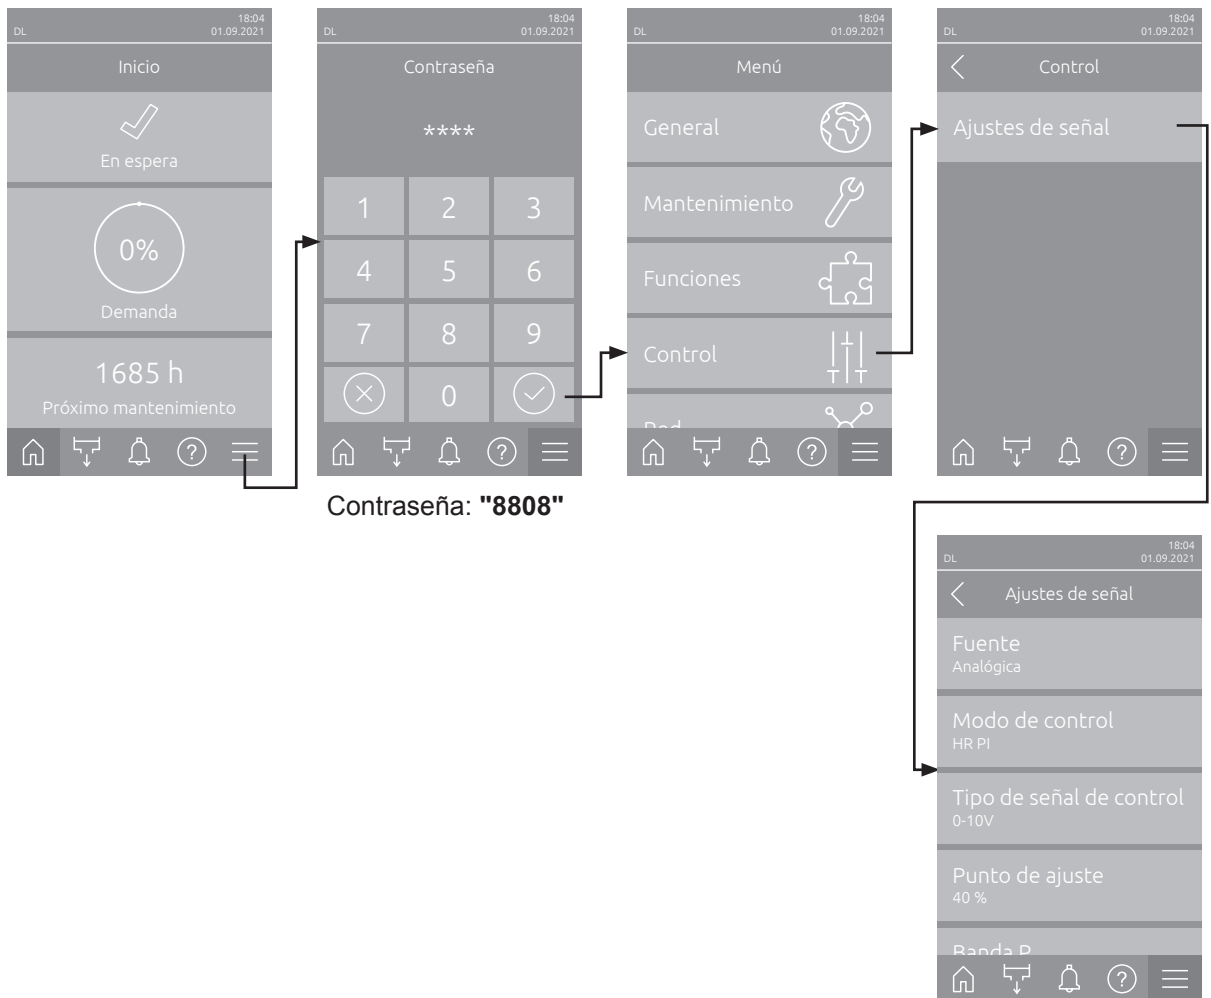 18:04
DL 01.09.2021
Inicio
En espera
0%
Demanda
1685 h
Próximo mantenimiento
?
18:04
DL 01.09.2021
Contraseña
****
1 2 3
4 5 6
7 8 9
0
?
Contraseña: "8808"
18:04
DL 01.09.2021
Menú
General
Mantenimiento
Funciones
Control
Red
?
18:04
DL 01.09.2021
Control
Ajustes de señal
?
18:04
DL 01.09.2021
Ajustes de señal
Fuente
Analógica
Modo de control
HR PI
Tipo de señal de control
0-10V
Punto de ajuste
40 %
Banda P
?